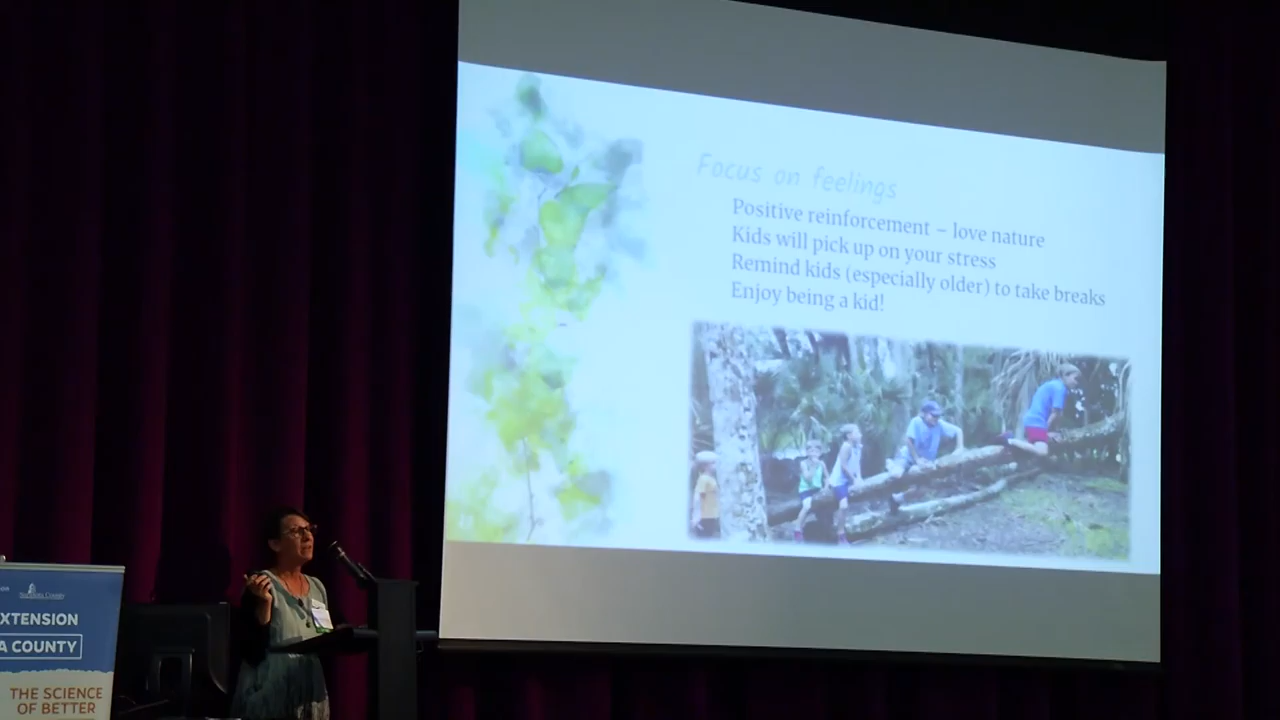 Focus on feelings
Positive reinforcement – love nature
Kids will pick up on your stress
Remind kids (especially older) to take breaks
Enjoy being a kid!
XTENSION
A COUNTY
THE SCIENCE
OF BETTER